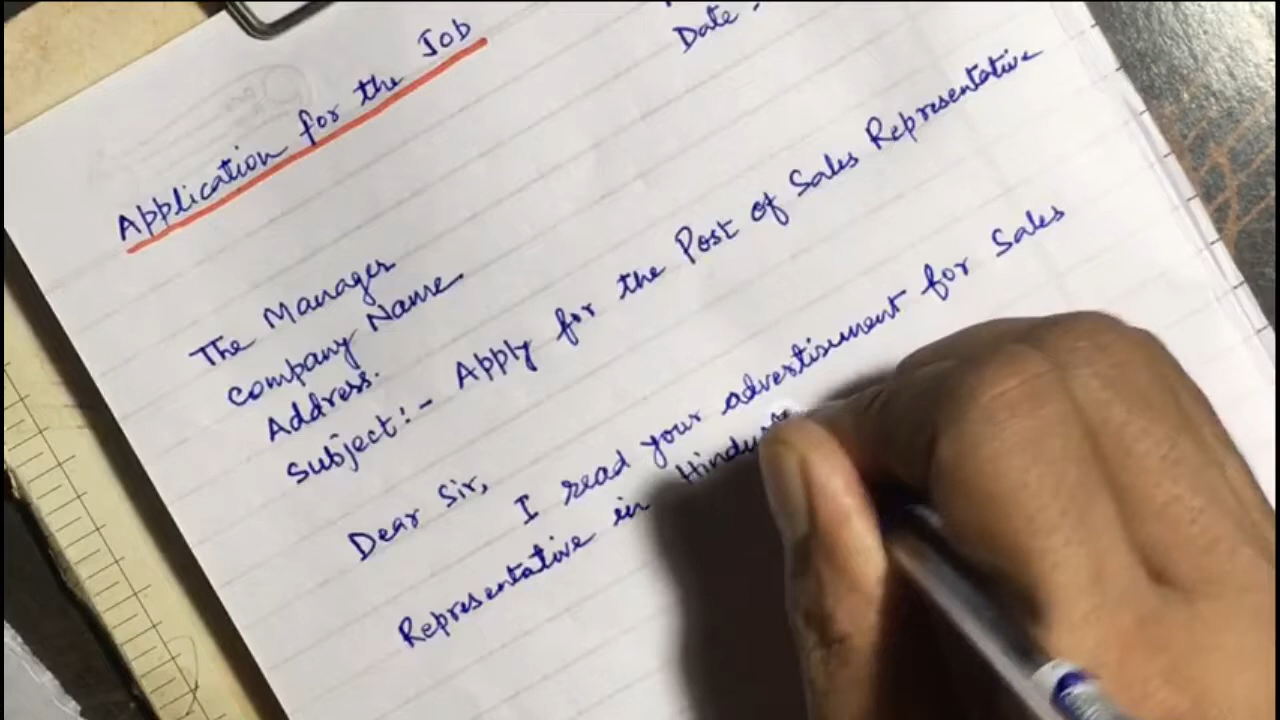 Application for the Job
Date -
The Manager
Company Name
Address.
Subject:- Apply for the Post of Sales Representative
Dear Sir,
I read your advertisument for Sales
Representative in